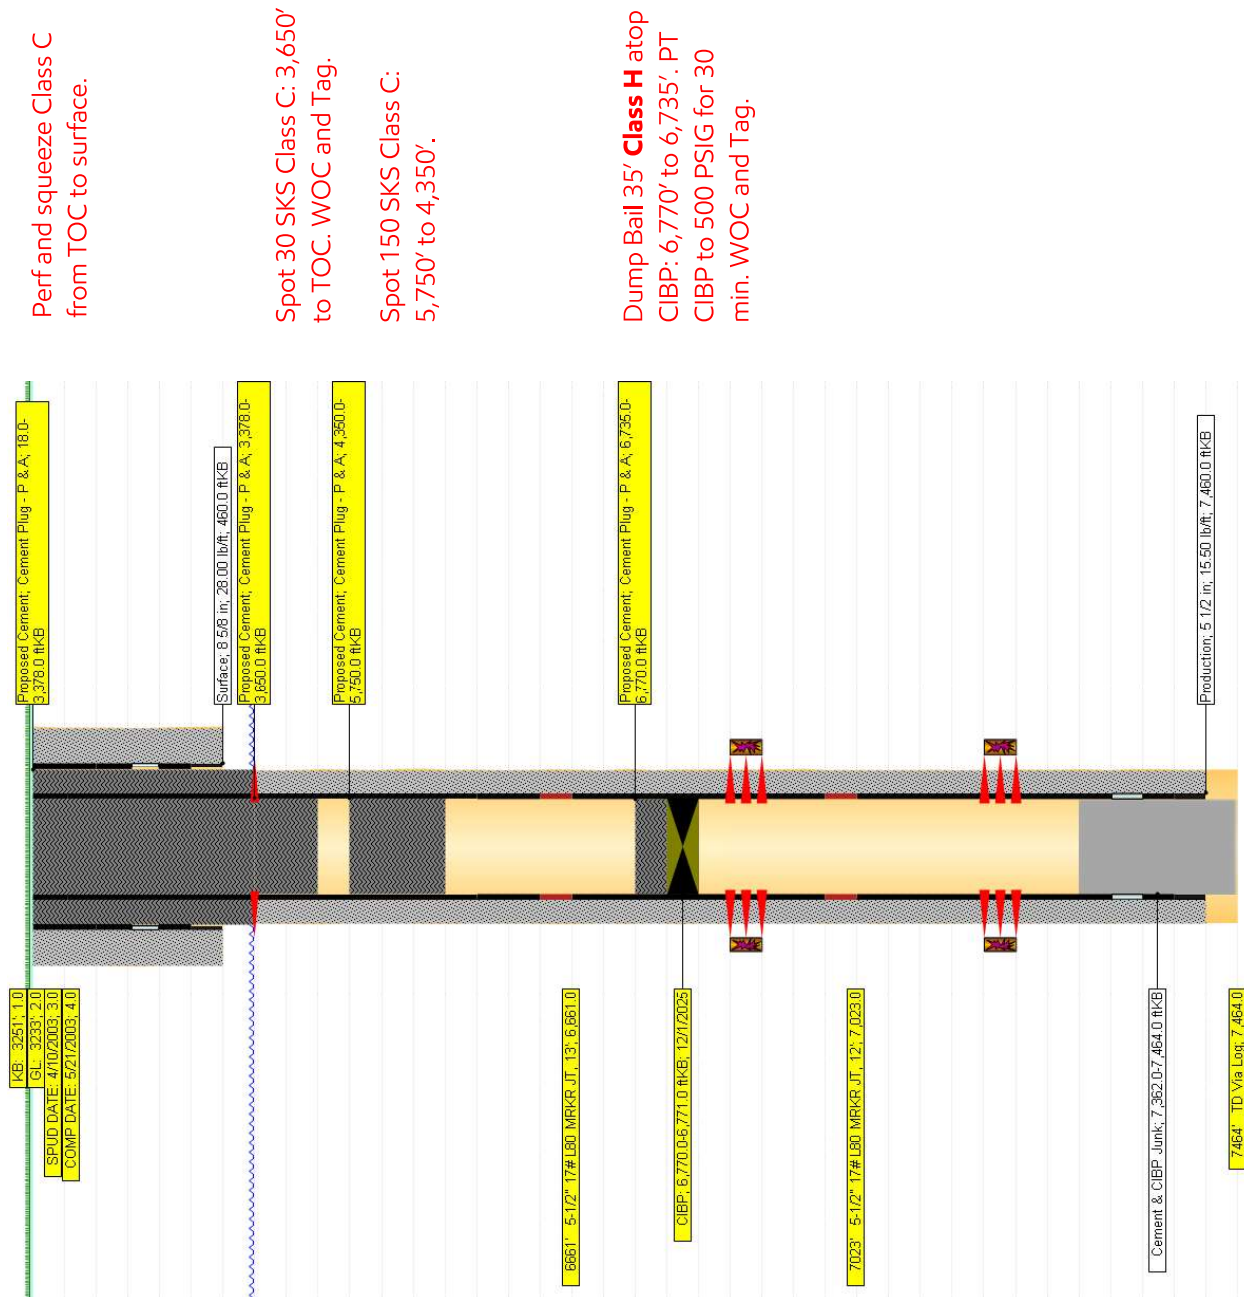 Perf and squeeze Class C
from TOC to surface.
Spot 30 SKS Class C: 3,650'
to TOC. WOC and Tag.
Spot 150 SKS Class C:
5,750' to 4,350'.
Dump Bail 35' Class H atop
CIBP: 6,770' to 6,735'. PT
CIBP to 500 PSIG for 30
min. WOC and Tag.
Proposed Cement; Cement Plug - P & A; 18.0-
3,378.0 ftKB
Surface; 8 5/8 in; 28.00 lb/ft; 460.0 ftKB
Proposed Cement; Cement Plug - P & A; 3,378.0-
3,650.0 ftKB
Proposed Cement; Cement Plug - P & A; 4,350.0-
5,750.0 ftKB
Proposed Cement; Cement Plug - P & A; 6,735.0-
6,770.0 ftKB
Production; 5 1/2 in; 15.50 lb/ft; 7,460.0 ftKB
KB: 3251'; 1.0
GL: 3233'; 2.0
SPUD DATE: 4/10/2003; 3.0
COMP DATE: 5/21/2003; 4.0
6661' 5-1/2" 17# L80 MRKR JT, 13'; 6,661.0
CIBP; 6,770.0-6,771.0 ftKB; 12/1/2025
7023' 5-1/2" 17# L80 MRKR JT, 12'; 7,023.0
Cement & CIBP Junk; 7,362.0-7,464.0 ftKB
7464' TD Via Log; 7,464.0